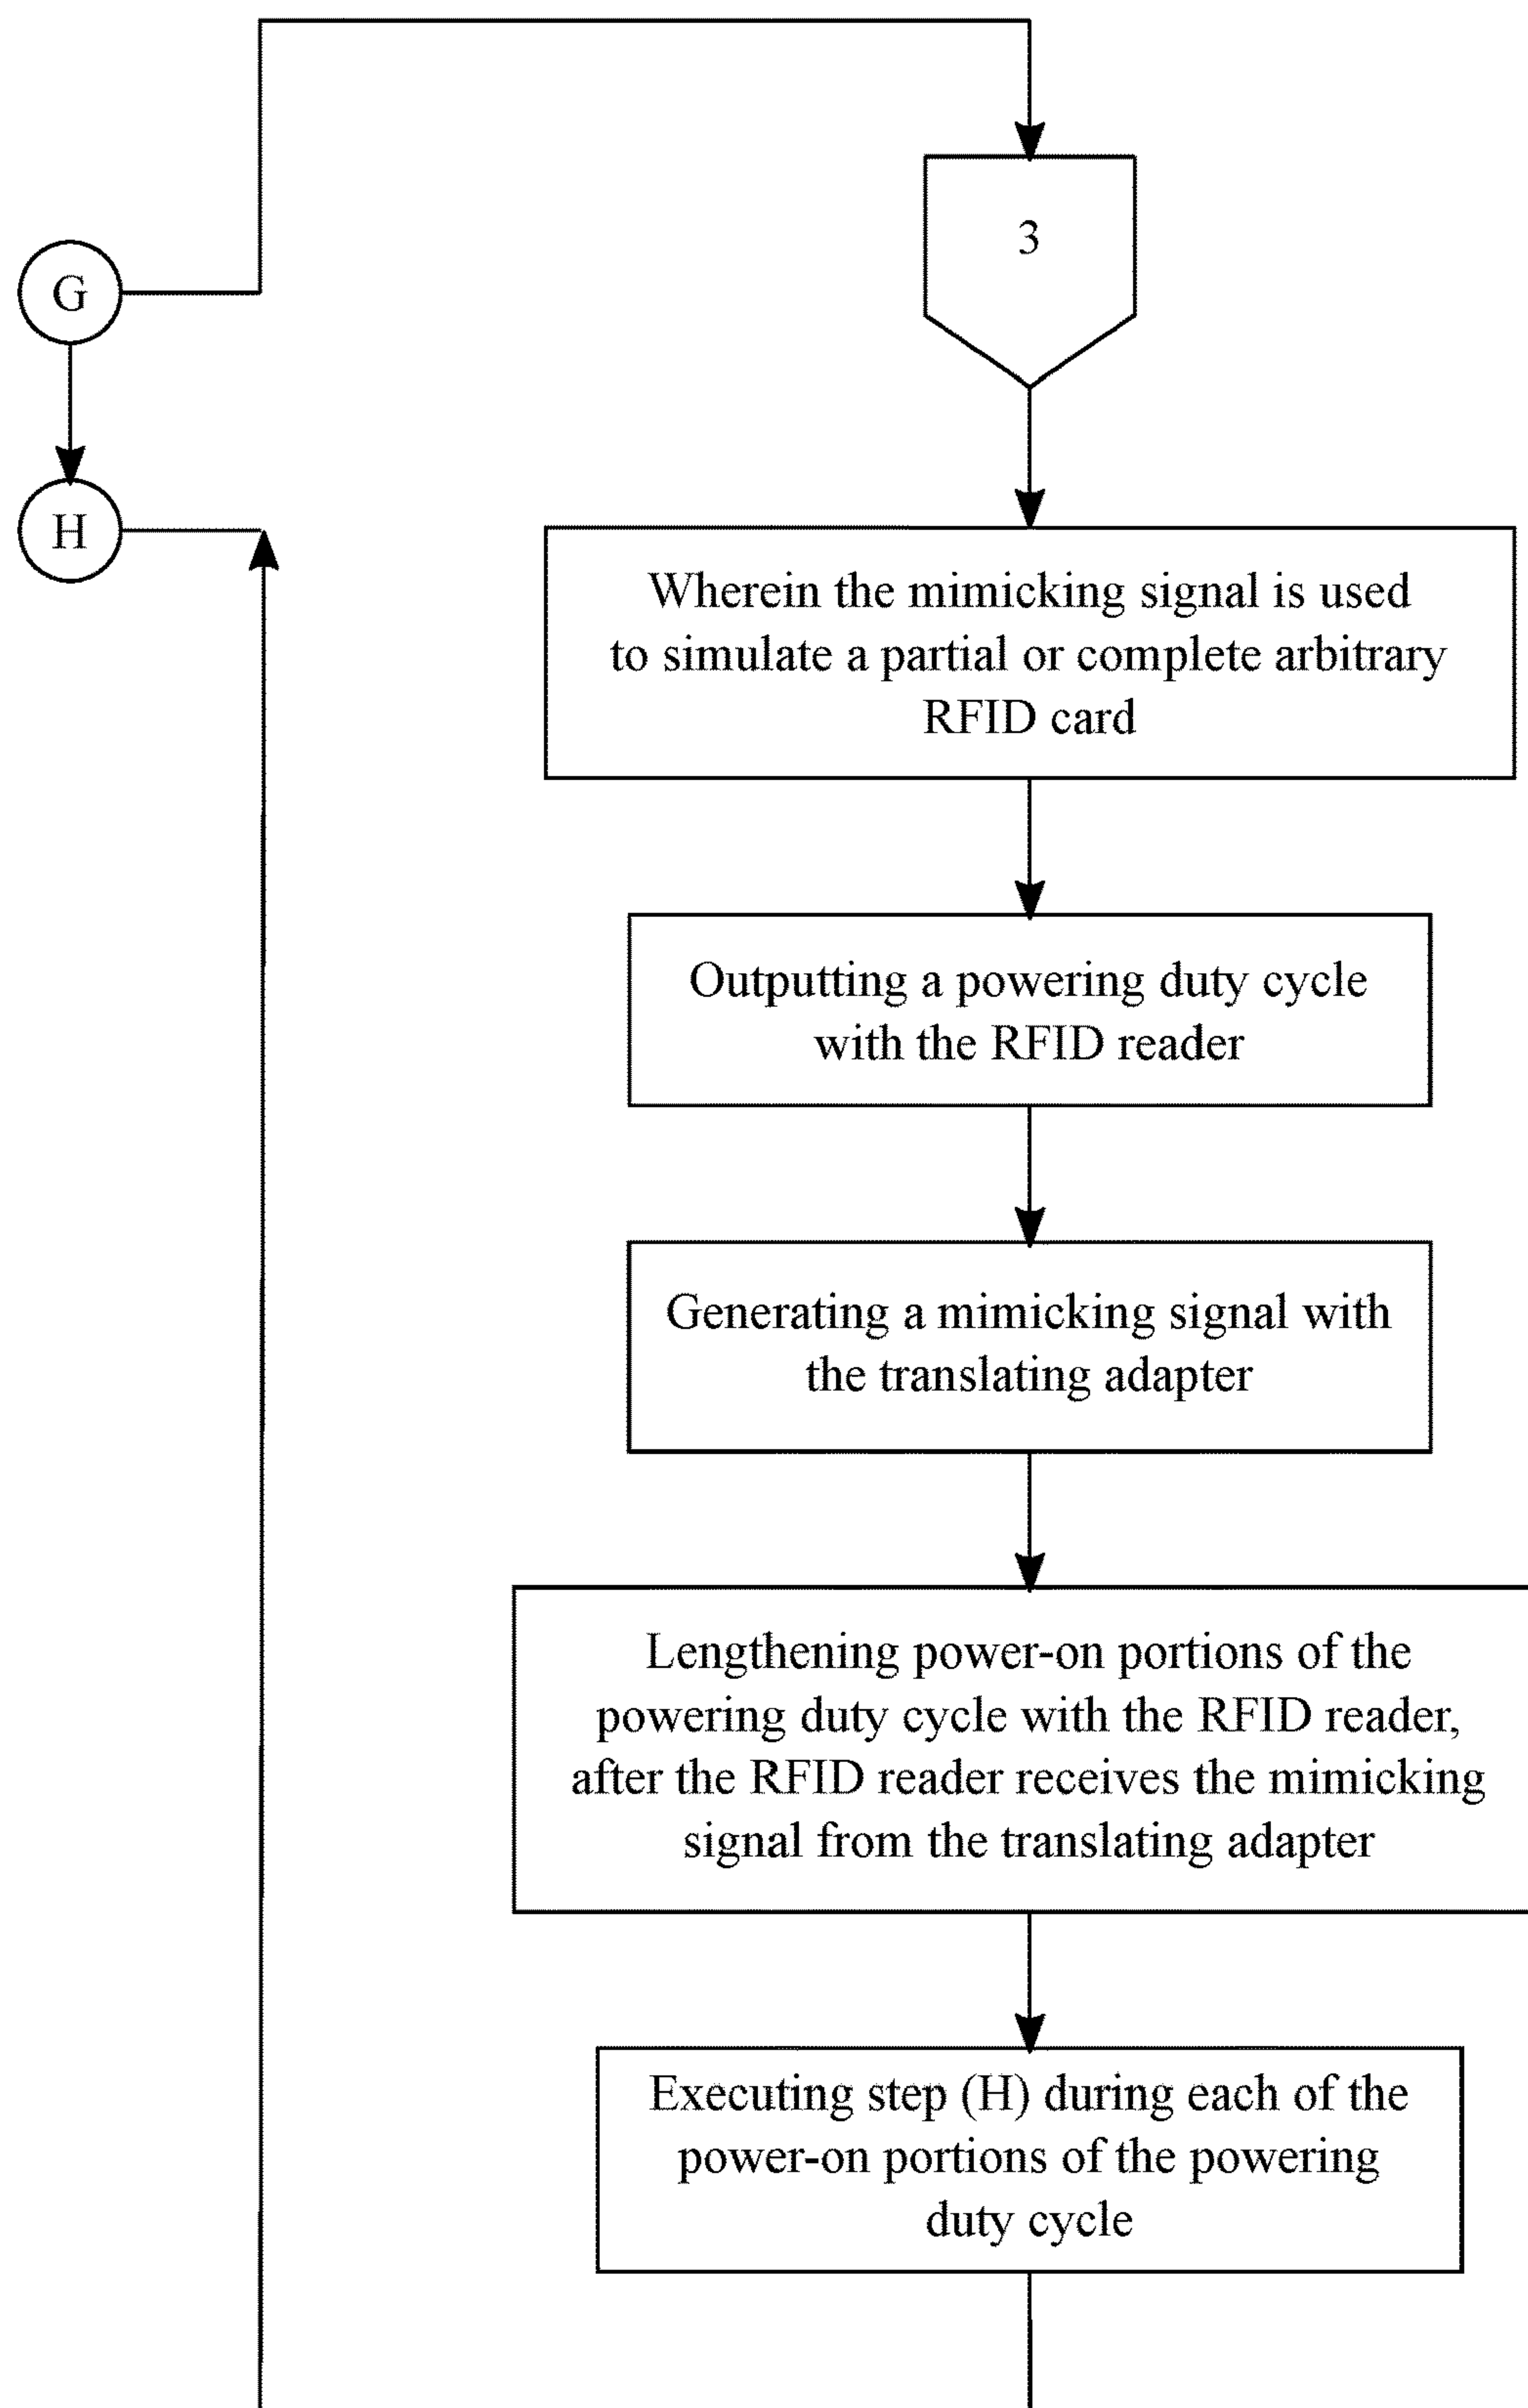 3
G
H
Wherein the mimicking signal is used
to simulate a partial or complete arbitrary
RFID card
Outputting a powering duty cycle
with the RFID reader
Generating a mimicking signal with
the translating adapter
Lengthening power-on portions of the
powering duty cycle with the RFID reader,
after the RFID reader receives the mimicking
signal from the translating adapter
Executing step (H) during each of the
power-on portions of the powering
duty cycle